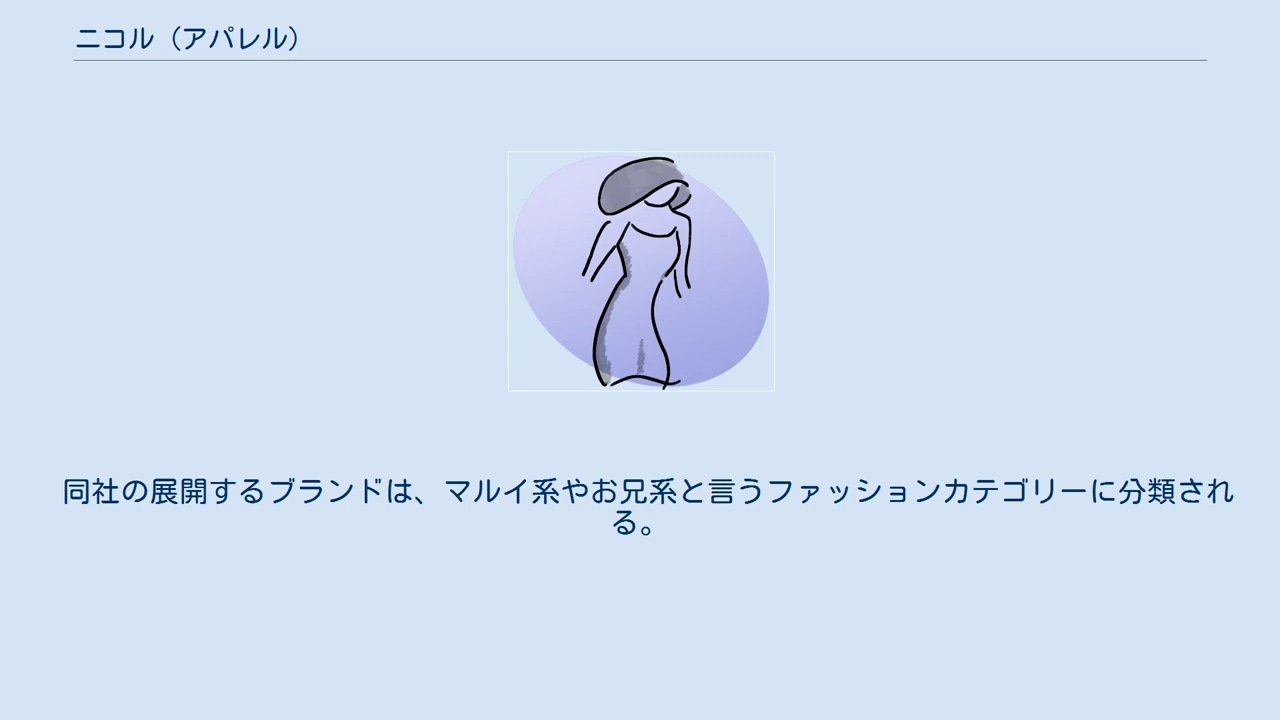 ニコル（アパレル）
同社の展開するブランドは、マルイ系やお兄系と言うファッションカテゴリーに分類され
る。